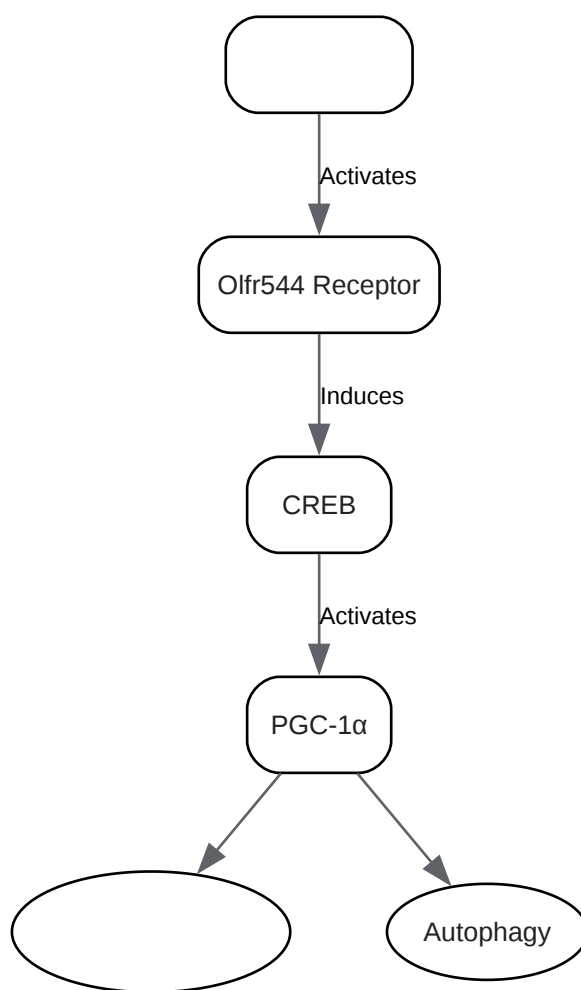 Activates
Olfr544 Receptor
Induces
CREB
Activates
PGC-1α
Autophagy